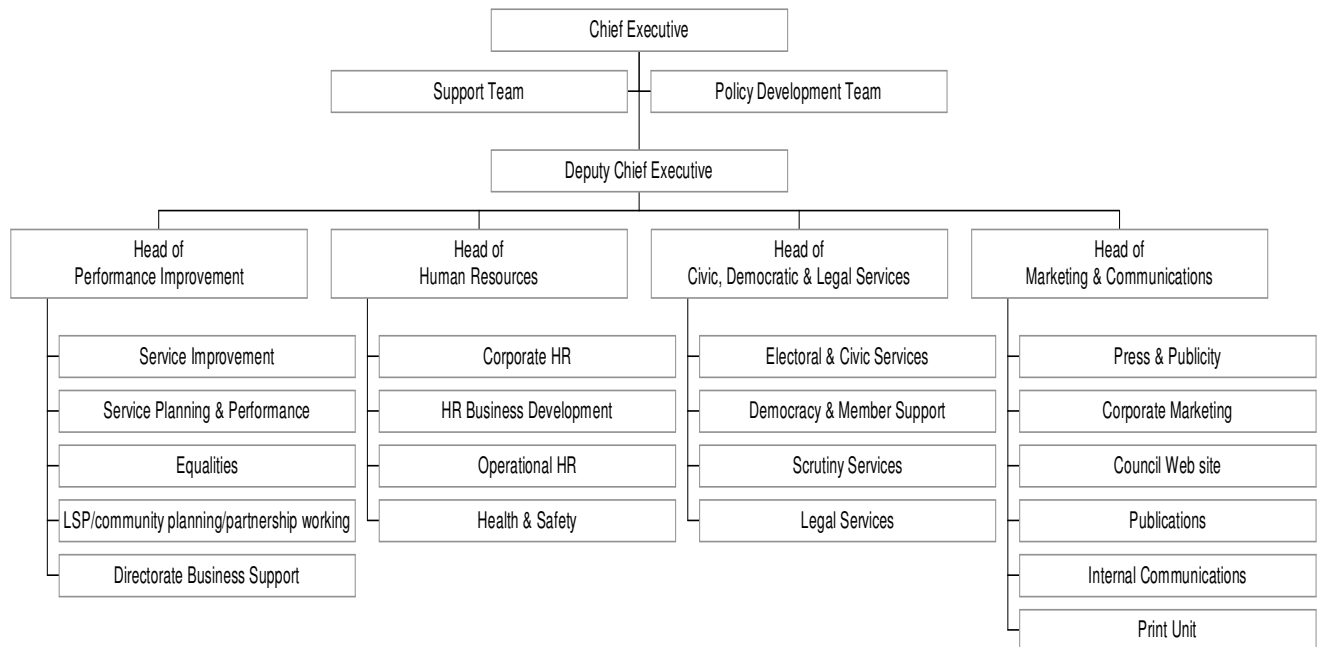 Chief Executive
Support Team
Policy Development Team
Deputy Chief Executive
Head of
Performance Improvement
Head of
Human Resources
Head of
Civic, Democratic & Legal Services
Head of
Marketing & Communications
Service Improvement
Service Planning & Performance
Equalities
LSP/community planning/partnership working
Directorate Business Support
Corporate HR
HR Business Development
Operational HR
Health & Safety
Electoral & Civic Services
Democracy & Member Support
Scrutiny Services
Legal Services
Press & Publicity
Corporate Marketing
Council Web site
Publications
Internal Communications
Print Unit